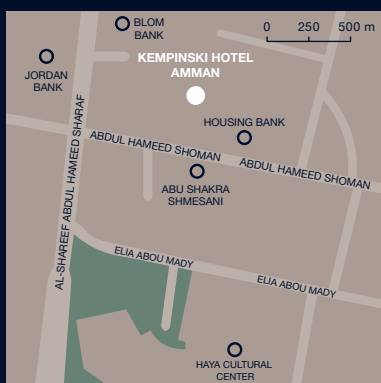 BLOM
BANK
0 250 500 m
JORDAN
BANK
KEMPINSKI HOTEL
AMMAN
HOUSING BANK
ABDUL HAMEED SHOMAN
ABDUL HAMEED SHOMAN
ABU SHAKRA
SHMESANI
AL-SHAREEF ABDUL HAMEED SHARAF
ELIA ABOU MADY
ELIA ABOU MADY
HAYA CULTURAL
CENTER